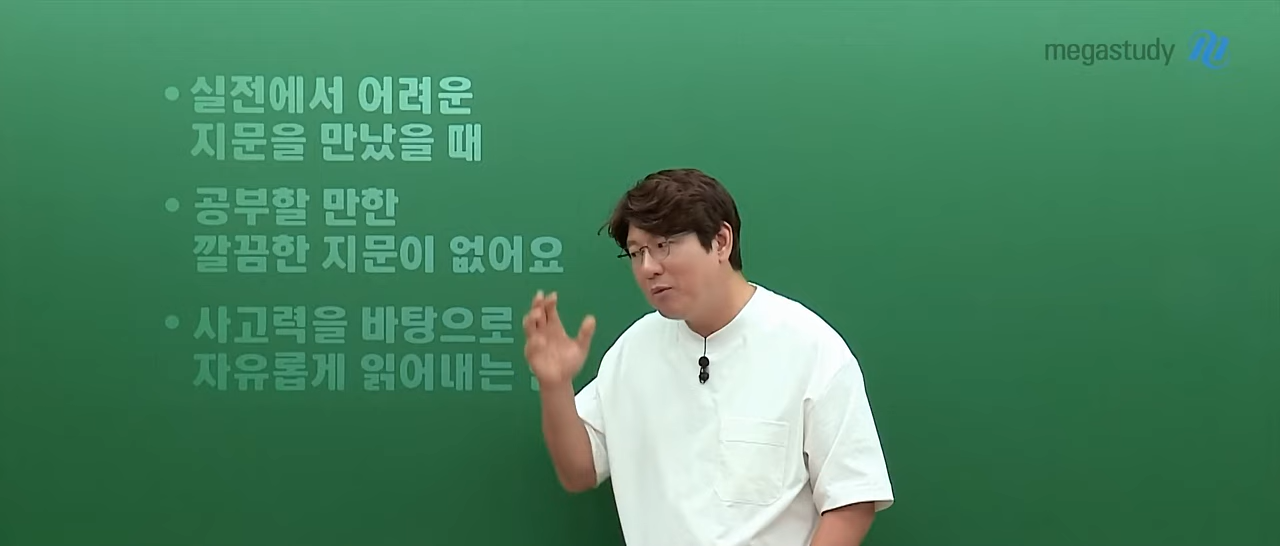 megastudy
• 실전에서 어려운
지문을 만났을 때
• 공부할 만한
깔끔한 지문이 없어요
• 사고력을 바탕으로
자유롭게 읽어내는